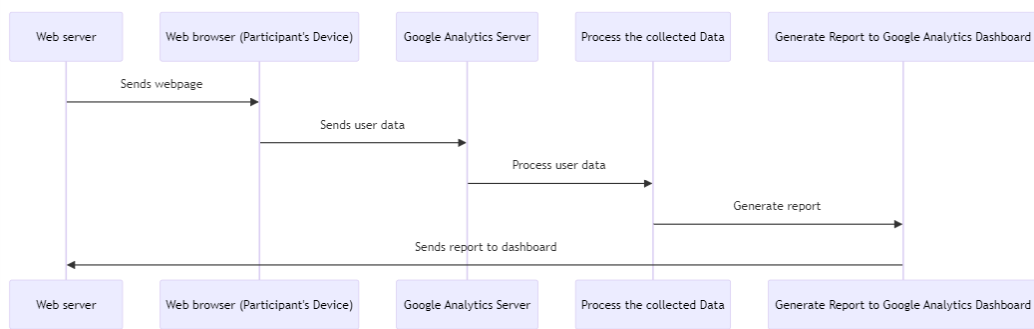 Web server
Web browser (Participant's Device)
Google Analytics Server
Process the collected Data
Generate Report to Google Analytics Dashboard
Sends webpage
Sends user data
Process user data
Generate report
Sends report to dashboard
Web server
Web browser (Participant's Device)
Google Analytics Server
Process the collected Data
Generate Report to Google Analytics Dashboard